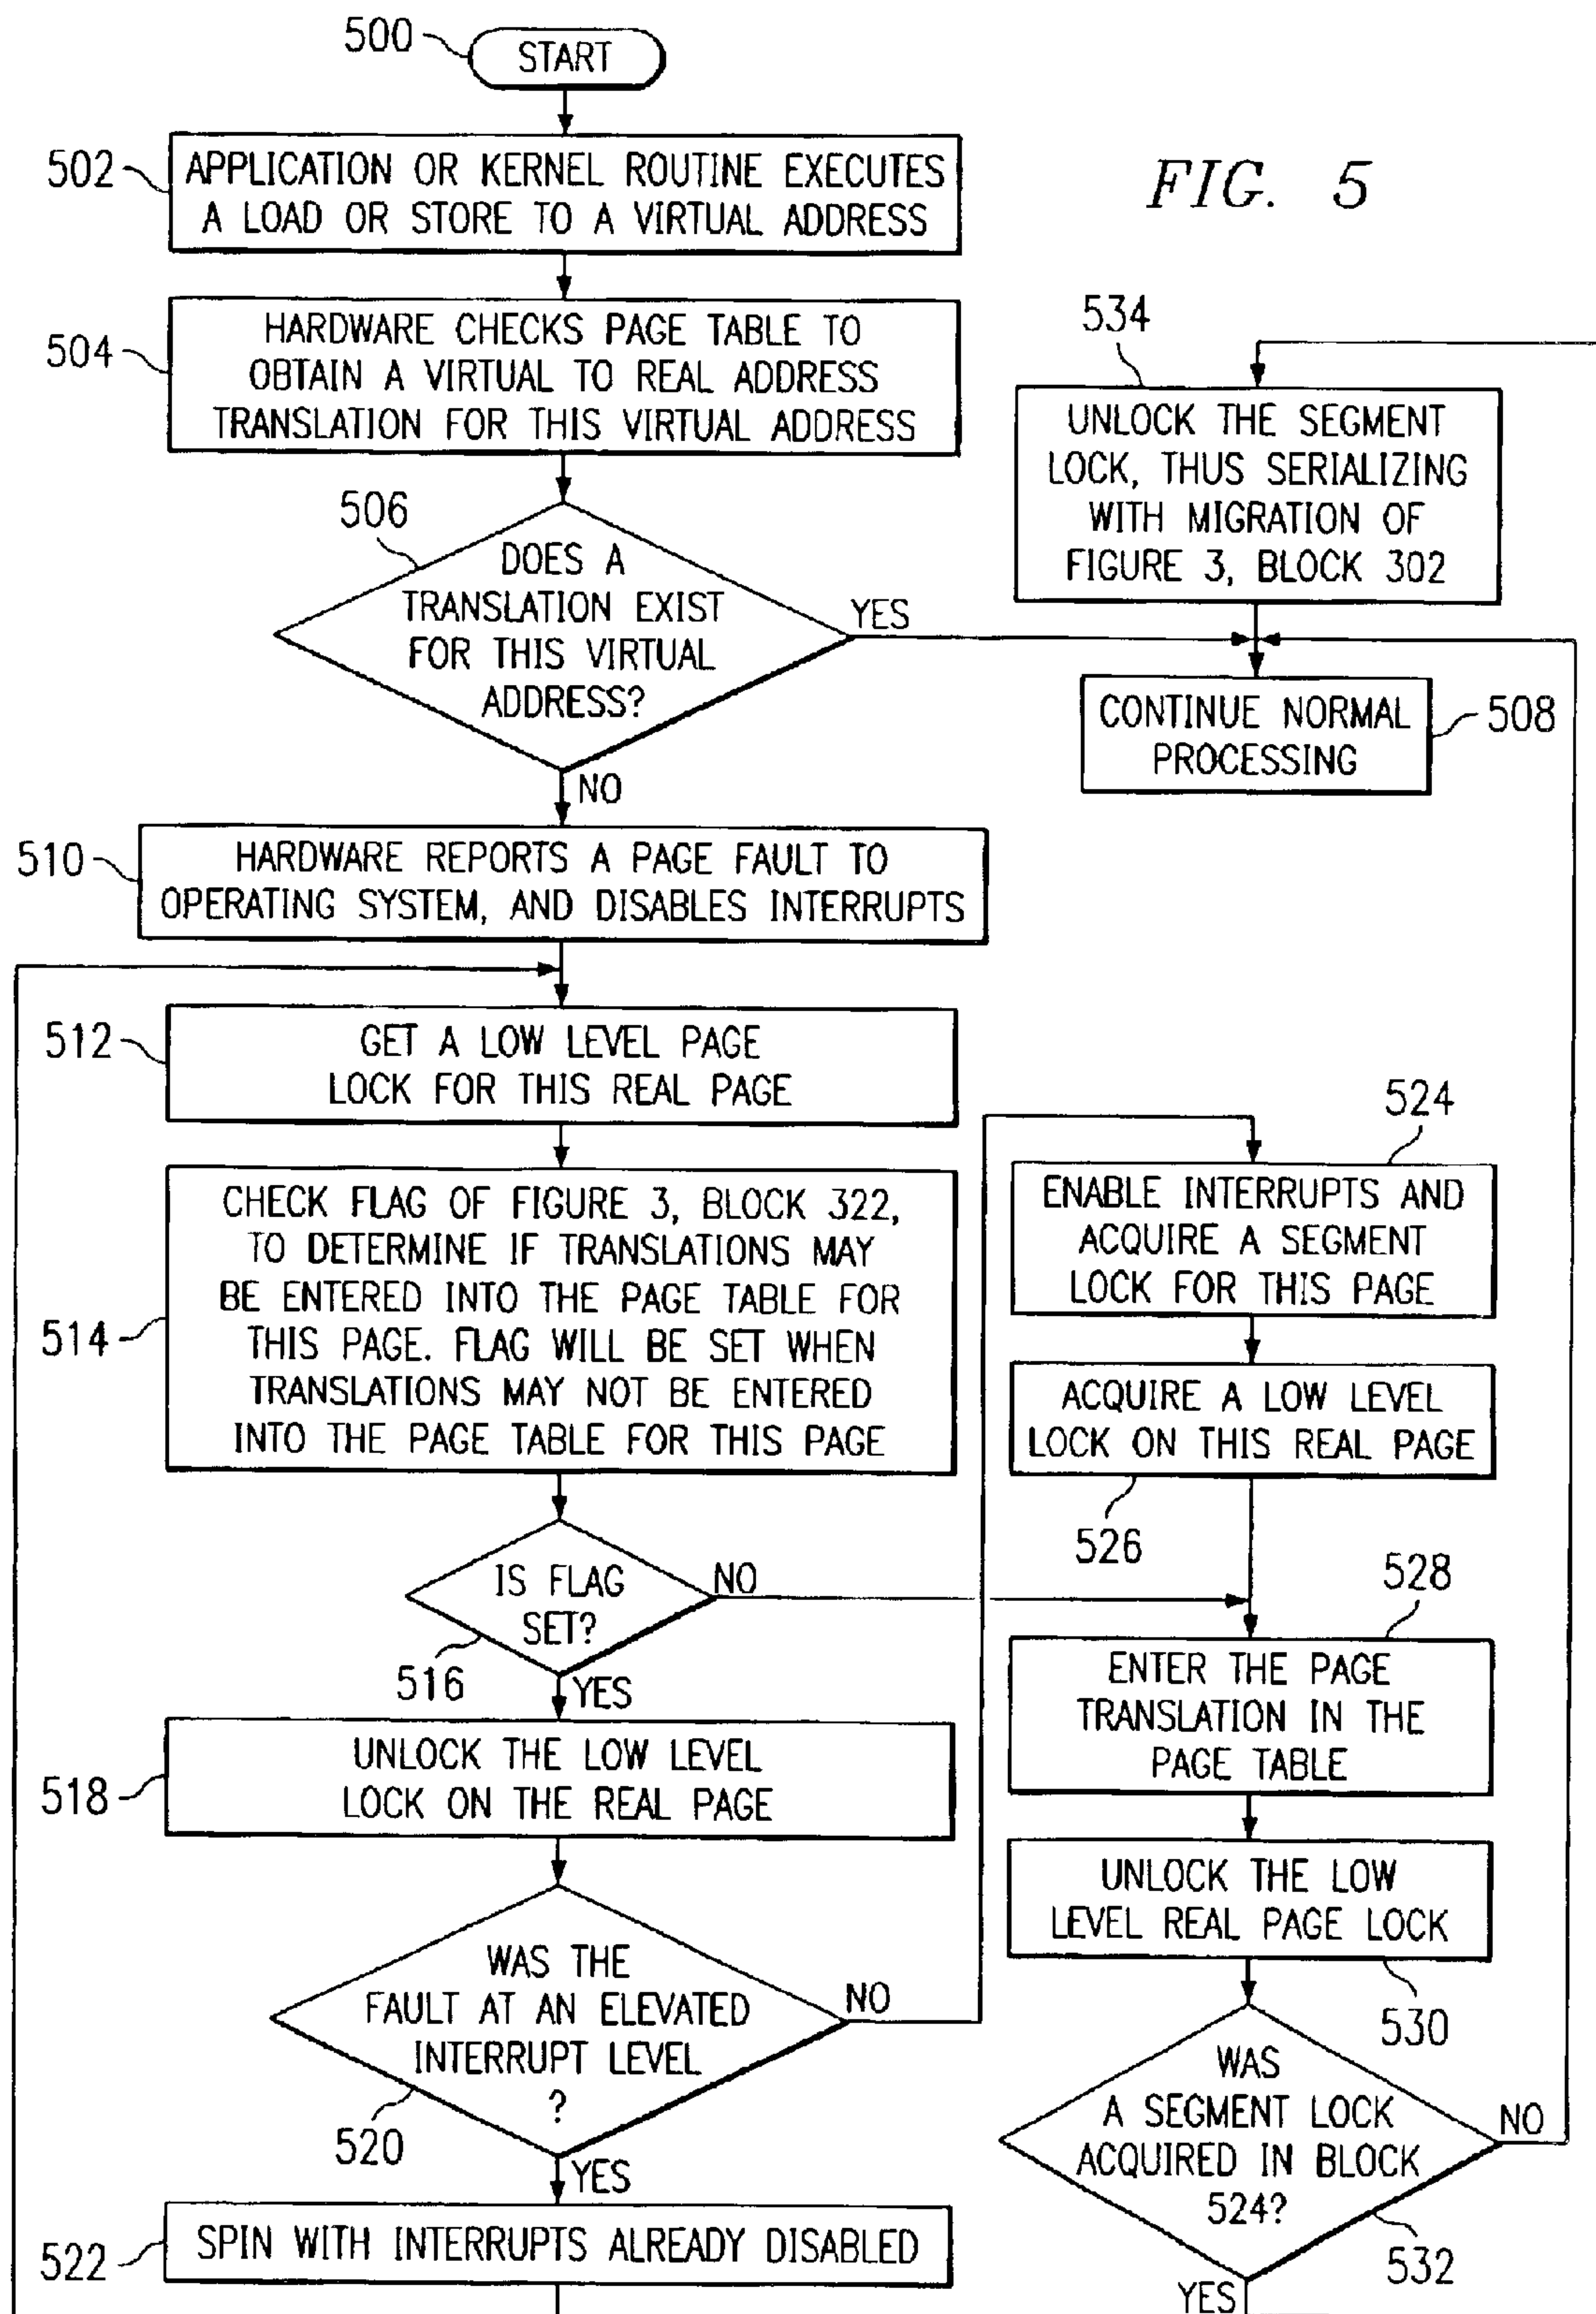 500
START
FIG. 5
502
APPLICATION OR KERNEL ROUTINE EXECUTES
A LOAD OR STORE TO A VIRTUAL ADDRESS
504
HARDWARE CHECKS PAGE TABLE TO
OBTAIN A VIRTUAL TO REAL ADDRESS
TRANSLATION FOR THIS VIRTUAL ADDRESS
506
DOES A
TRANSLATION EXIST
FOR THIS VIRTUAL
ADDRESS?
YES
NO
534
UNLOCK THE SEGMENT
LOCK, THUS SERIALIZING
WITH MIGRATION OF
FIGURE 3, BLOCK 302
CONTINUE NORMAL
PROCESSING
508
510
HARDWARE REPORTS A PAGE FAULT TO
OPERATING SYSTEM, AND DISABLES INTERRUPTS
512
GET A LOW LEVEL PAGE
LOCK FOR THIS REAL PAGE
514
CHECK FLAG OF FIGURE 3, BLOCK 322,
TO DETERMINE IF TRANSLATIONS MAY
BE ENTERED INTO THE PAGE TABLE FOR
THIS PAGE. FLAG WILL BE SET WHEN
TRANSLATIONS MAY NOT BE ENTERED
INTO THE PAGE TABLE FOR THIS PAGE
IS FLAG
SET?
NO
516
YES
518
UNLOCK THE LOW LEVEL
LOCK ON THE REAL PAGE
WAS THE
FAULT AT AN ELEVATED
INTERRUPT LEVEL
?
NO
520
YES
522
SPIN WITH INTERRUPTS ALREADY DISABLED
524
ENABLE INTERRUPTS AND
ACQUIRE A SEGMENT
LOCK FOR THIS PAGE
ACQUIRE A LOW LEVEL
LOCK ON THIS REAL PAGE
526
528
ENTER THE PAGE
TRANSLATION IN THE
PAGE TABLE
UNLOCK THE LOW
LEVEL REAL PAGE LOCK
530
WAS
A SEGMENT LOCK
ACQUIRED IN BLOCK
524?
NO
532
YES